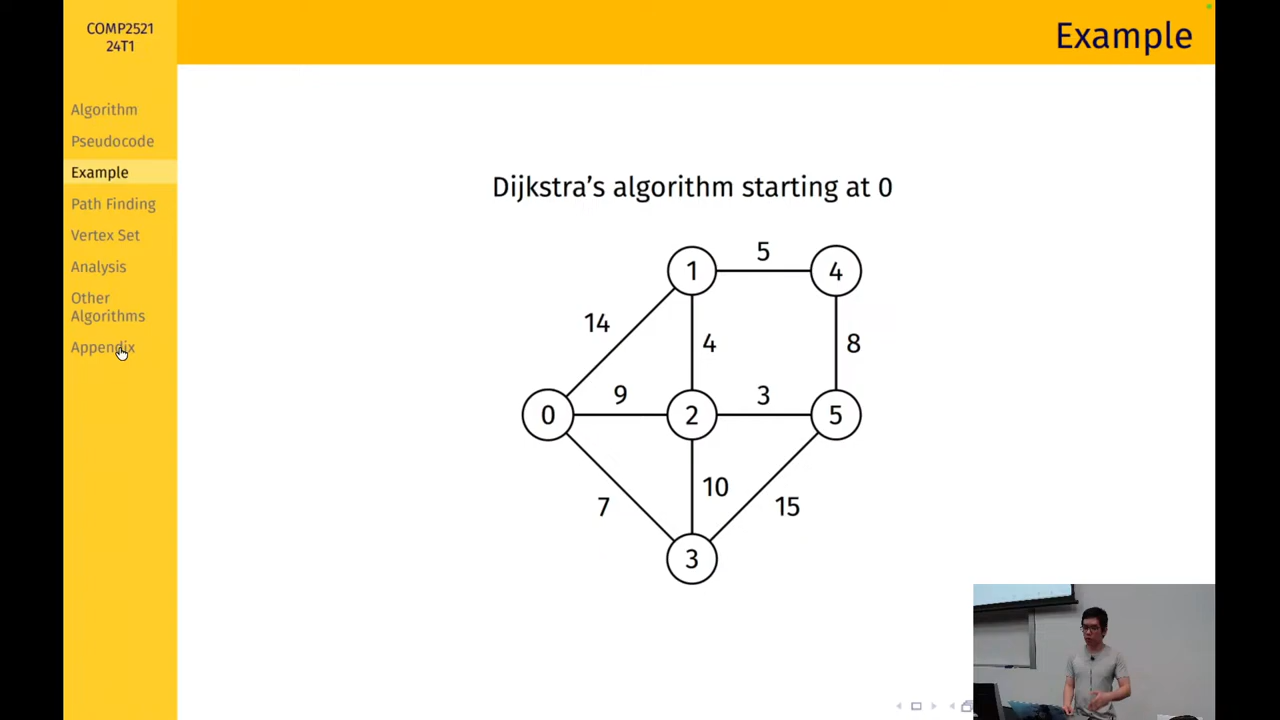 COMP2521
24T1
Example
Algorithm
Pseudocode
Example
Path Finding
Vertex Set
Analysis
Other
Algorithms
Appendix
Dijkstra’s algorithm starting at 0
5
1
4
14
4
8
9
3
0
2
5
10
7
15
3